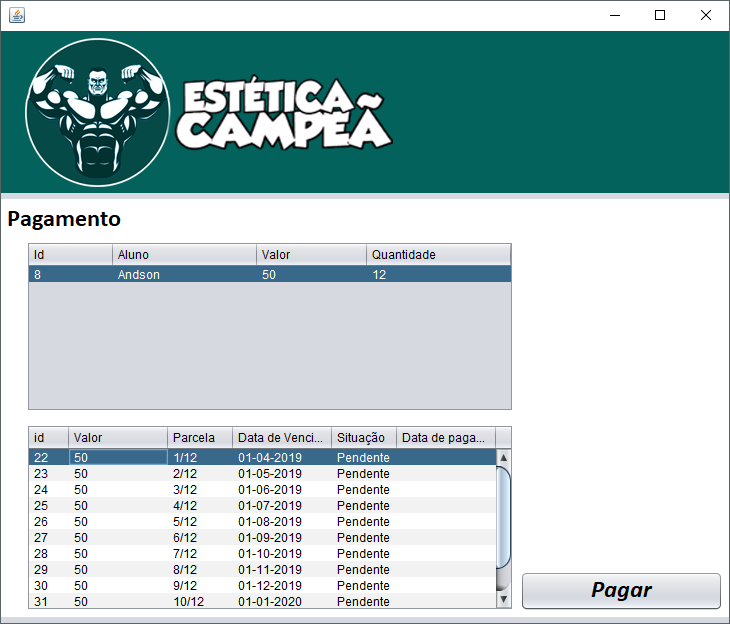 ESTÉTICA
CAMPEÃ
Pagamento
Id Aluno Valor Quantidade
8 Andson 50 12
id Valor Parcela Data de Venci... Situação Data de paga...
22 50 1/12 01-04-2019 Pendente
23 50 2/12 01-05-2019 Pendente
24 50 3/12 01-06-2019 Pendente
25 50 4/12 01-07-2019 Pendente
26 50 5/12 01-08-2019 Pendente
27 50 6/12 01-09-2019 Pendente
28 50 7/12 01-10-2019 Pendente
29 50 8/12 01-11-2019 Pendente
30 50 9/12 01-12-2019 Pendente
31 50 10/12 01-01-2020 Pendente
Pagar